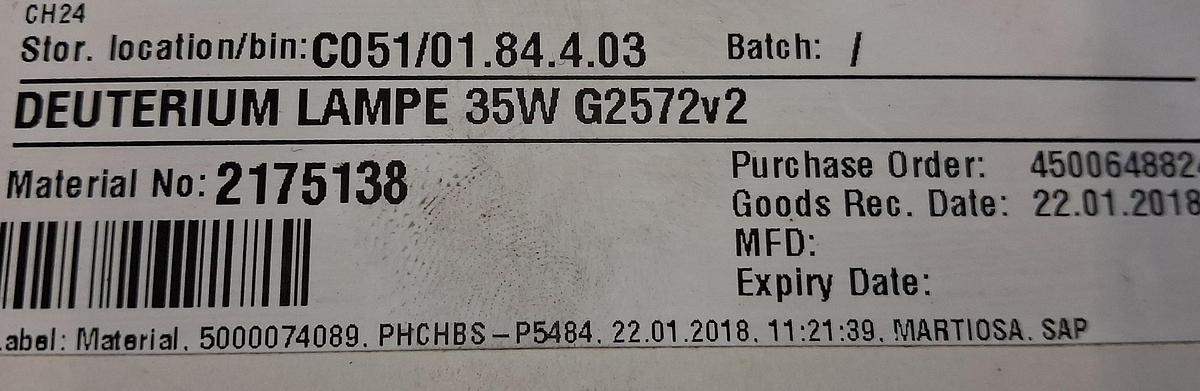 CH24
Stor. location/bin: C051/01.84.4.03 Batch: /
DEUTERIUM LAMPE 35W G2572v2
Material No: 2175138
Purchase Order: 450064882
Goods Rec. Date: 22.01.2018
MFD:
Expiry Date:
abel: Material, 5000074089, PHCHBS-P5484, 22.01.2018, 11:21:39, MARTIOSA, SAP